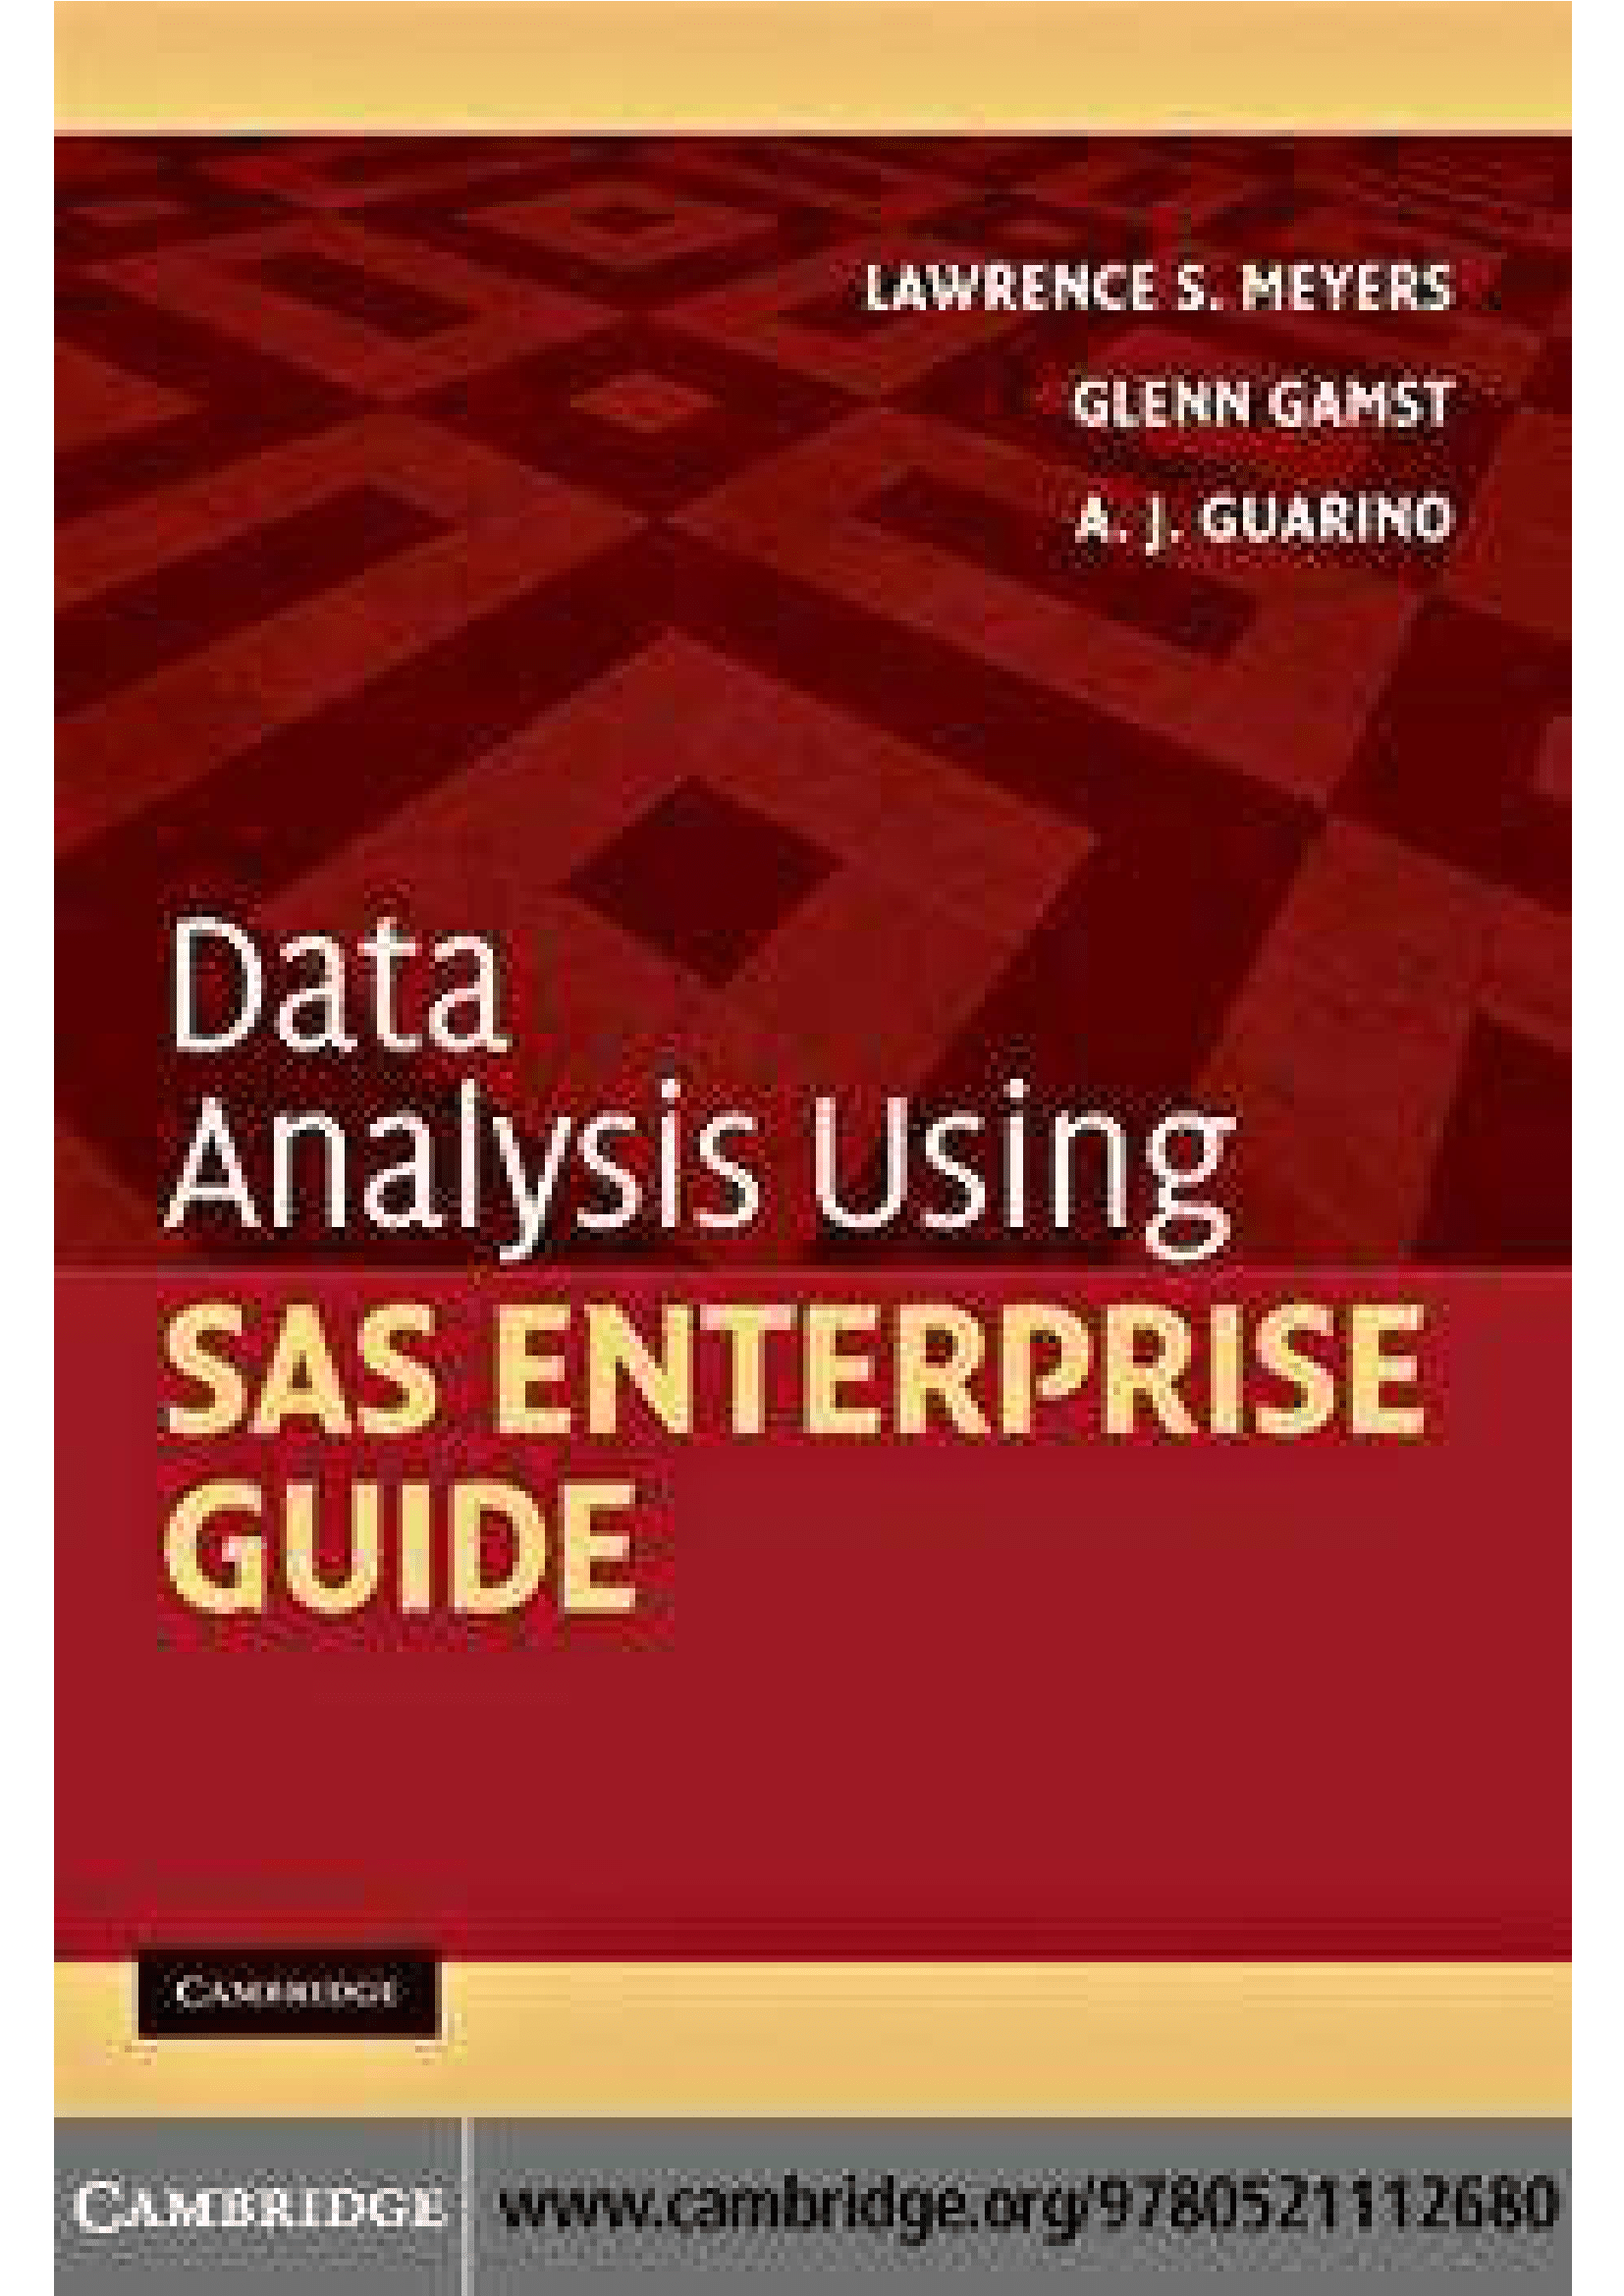 LAWRENCE S. MEYERS
GLENN GAMST
A. J. GUARINO
Data
Analysis Using
SAS ENTERPRISE
GUIDE
CAMBRIDGE
CAMBRIDGE
www.cambridge.org/9780521112680